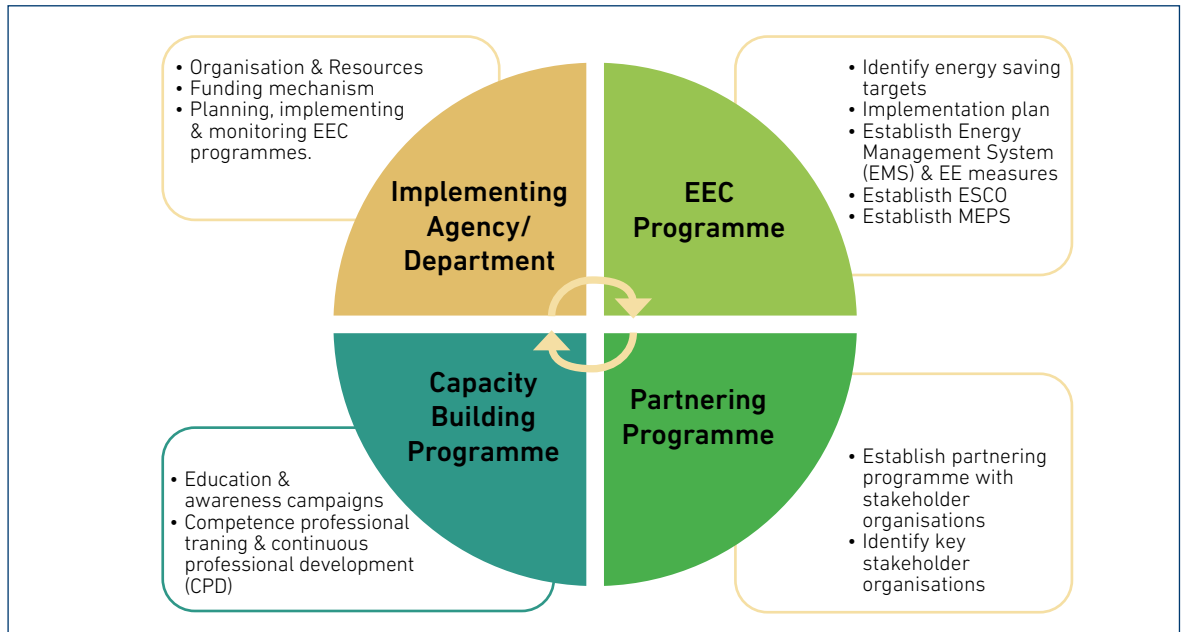 • Organisation & Resources
• Funding mechanism
• Planning, implementing
& monitoring EEC
programmes.
• Identify energy saving
targets
• Implementation plan
• Establisth Energy
Management System
(EMS) & EE measures
• Establisth ESCO
• Establisth MEPS
Implementing
Agency/
Department
EEC
Programme
Capacity
Building
Programme
Partnering
Programme
• Education &
awareness campaigns
• Competence professional
traning & continuous
professional development
(CPD)
• Establish partnering
programme with
stakeholder
organisations
• Identify key
stakeholder
organisations